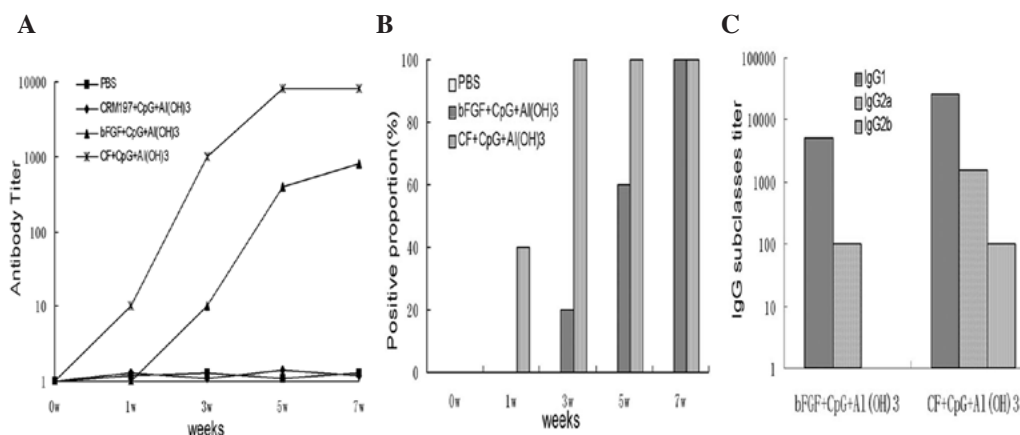 A
10000
1000
100
10
1
Antibody Titer
PBS
CRM197+CpG+Al(OH)3
bFGF+CpG+Al(OH)3
CF+CpG+Al(OH)3
0w 1w 3w 5w 7w
weeks
B
100
80
60
40
20
0
Positive proportion(%)
PBS
bFGF+CpG+Al(OH)3
CF+CpG+Al(OH)3
0w 1w 3w 5w 7w
weeks
C
100000
10000
1000
100
10
1
IgG subclasses titer
IgG1
IgG2a
IgG2b
bFGF+CpG+Al(OH)3 CF+CpG+Al(OH)3